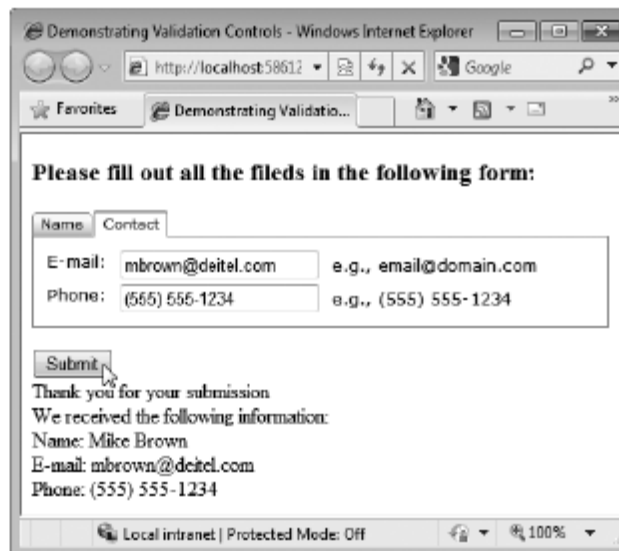 Demonstrating Validation Controls - Windows Internet Explorer
http://localhost:58612
Google
Favorites
Demonstrating Validatio...
»
Please fill out all the fileds in the following form:
Name Contact
E-mail: mbrown@deitel.com e.g., email@domain.com
Phone: (555) 555-1234 e.g., (555) 555-1234
Submit
Thank you for your submission
We received the following information:
Name: Mike Brown
E-mail: mbrown@deitel.com
Phone: (555) 555-1234
Local intranet | Protected Mode: Off
100%